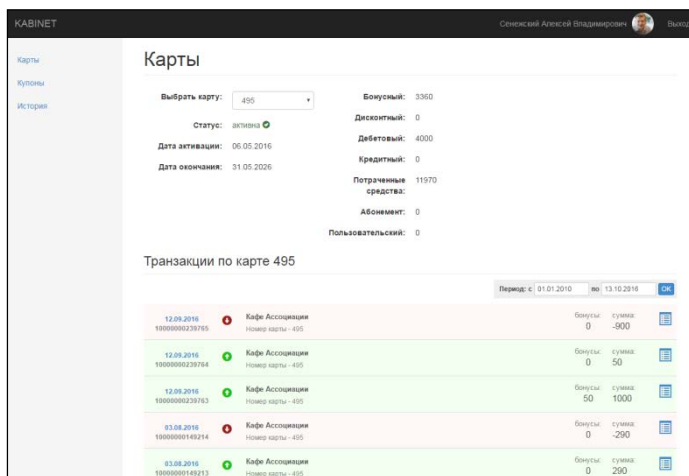 KABINET
Сенежский Алексей Владимирович
Выход
Карты
Купоны
История
Карты
Выбрать карту: 495
Статус: активна
Дата активации: 06.05.2016
Дата окончания: 31.05.2026
Бонусный: 3360
Дисконтный: 0
Дебетовый: 4000
Кредитный: 0
Потраченные средства: 11970
Абонемент: 0
Пользовательский: 0
Транзакции по карте 495
Период: с 01.01.2010 по 13.10.2016 OK
12.09.2016 Кафе Ассоциации бонусы: сумма:
10000000239765 Номер карты - 495 0 -900
12.09.2016 Кафе Ассоциации бонусы: сумма:
10000000239764 Номер карты - 495 0 50
12.09.2016 Кафе Ассоциации бонусы: сумма:
10000000239763 Номер карты - 495 50 1000
03.08.2016 Кафе Ассоциации бонусы: сумма:
10000000149214 Номер карты - 495 0 -290
03.08.2016 Кафе Ассоциации бонусы: сумма:
10000000149213 Номер карты - 495 0 290